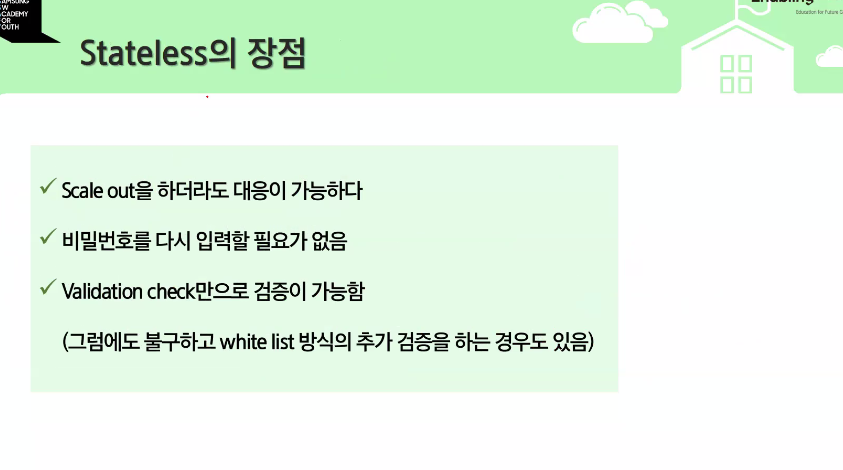 SW
ACADEMY
FOR
YOUTH
Education for Future
Stateless의 장점
Scale out을 하더라도 대응이 가능하다
비밀번호를 다시 입력할 필요가 없음
Validation check만으로 검증이 가능함
(그럼에도 불구하고 white list 방식의 추가 검증을 하는 경우도 있음)